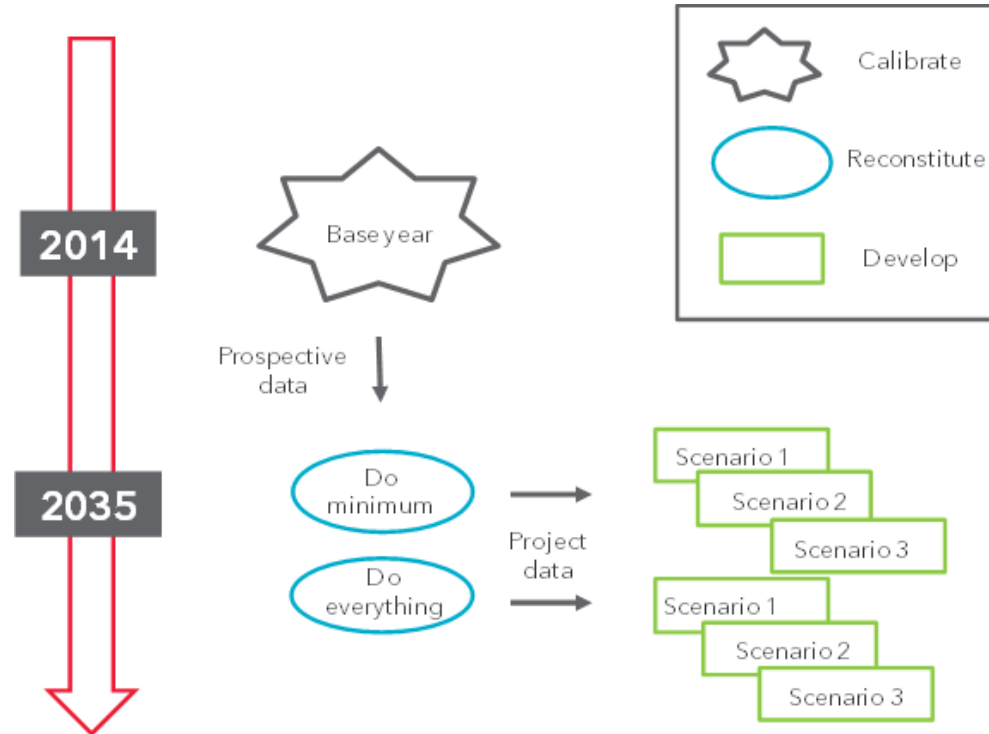 Calibrate
Reconstitute
Develop
2014
Base year
Prospective
data
2035
Do
minimum
Do
everything
Project
data
Scenario 1
Scenario 2
Scenario 3
Scenario 1
Scenario 2
Scenario 3